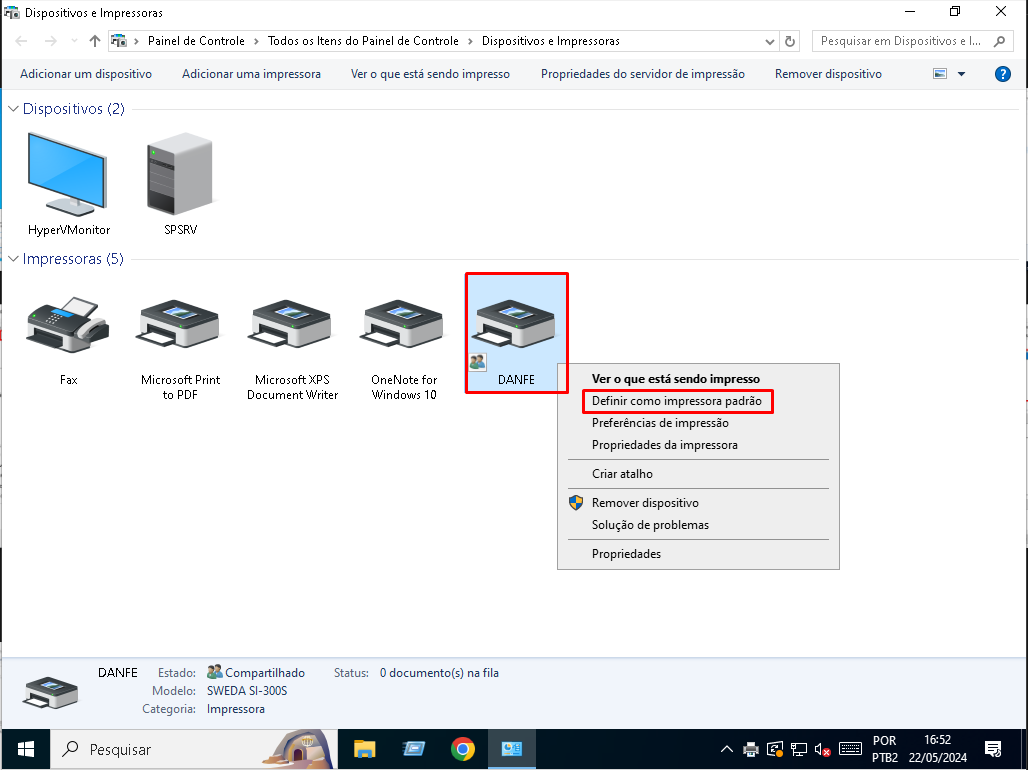 Dispositivos e Impressoras
Painel de Controle > Todos os Itens do Painel de Controle > Dispositivos e Impressoras
Pesquisar em Dispositivos e I...
Adicionar um dispositivo Adicionar uma impressora Ver o que está sendo impresso Propriedades do servidor de impressão Remover dispositivo
?
Dispositivos (2)
HyperVMonitor
SPSRV
Impressoras (5)
Fax
Microsoft Print
to PDF
Microsoft XPS
Document Writer
OneNote for
Windows 10
DANFE
Ver o que está sendo impresso
Definir como impressora padrão
Preferências de impressão
Propriedades da impressora
Criar atalho
Remover dispositivo
Solução de problemas
Propriedades
DANFE Estado: Compartilhado Status: 0 documento(s) na fila
Modelo: SWEDA SI-300S
Categoria: Impressora
Pesquisar
POR
PTB2
16:52
22/05/2024